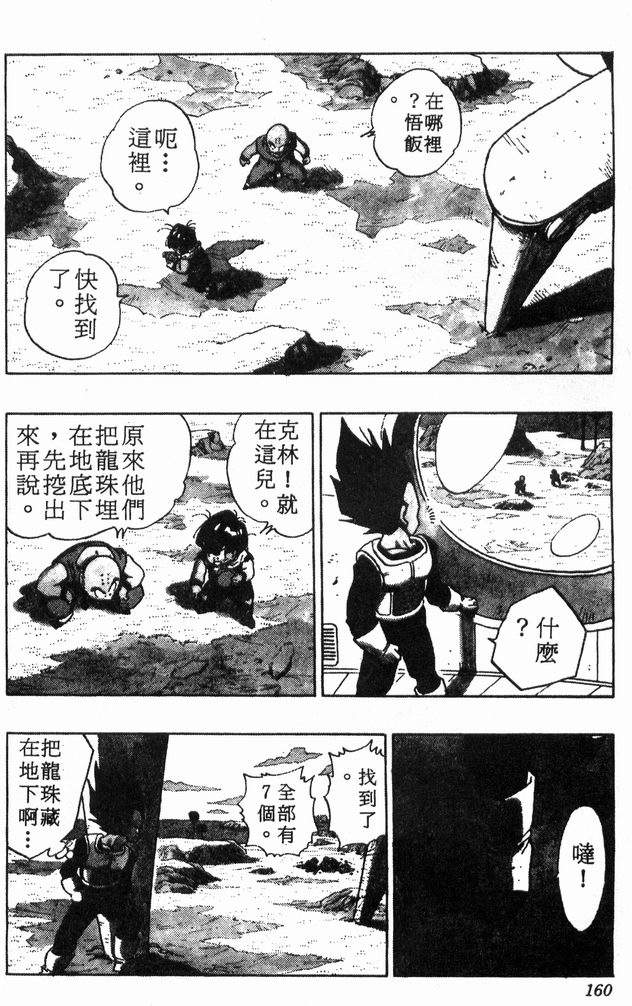 在哪裡
？悟飯
。
呃…
這裡。
快找到
了。
什麼
？
克林！就
在這兒。
原來他們
把龍珠埋
在地底下
，先挖出
來再說。
噠！
找到了
。
全部有
7個。
把龍珠藏
在地下啊…
160